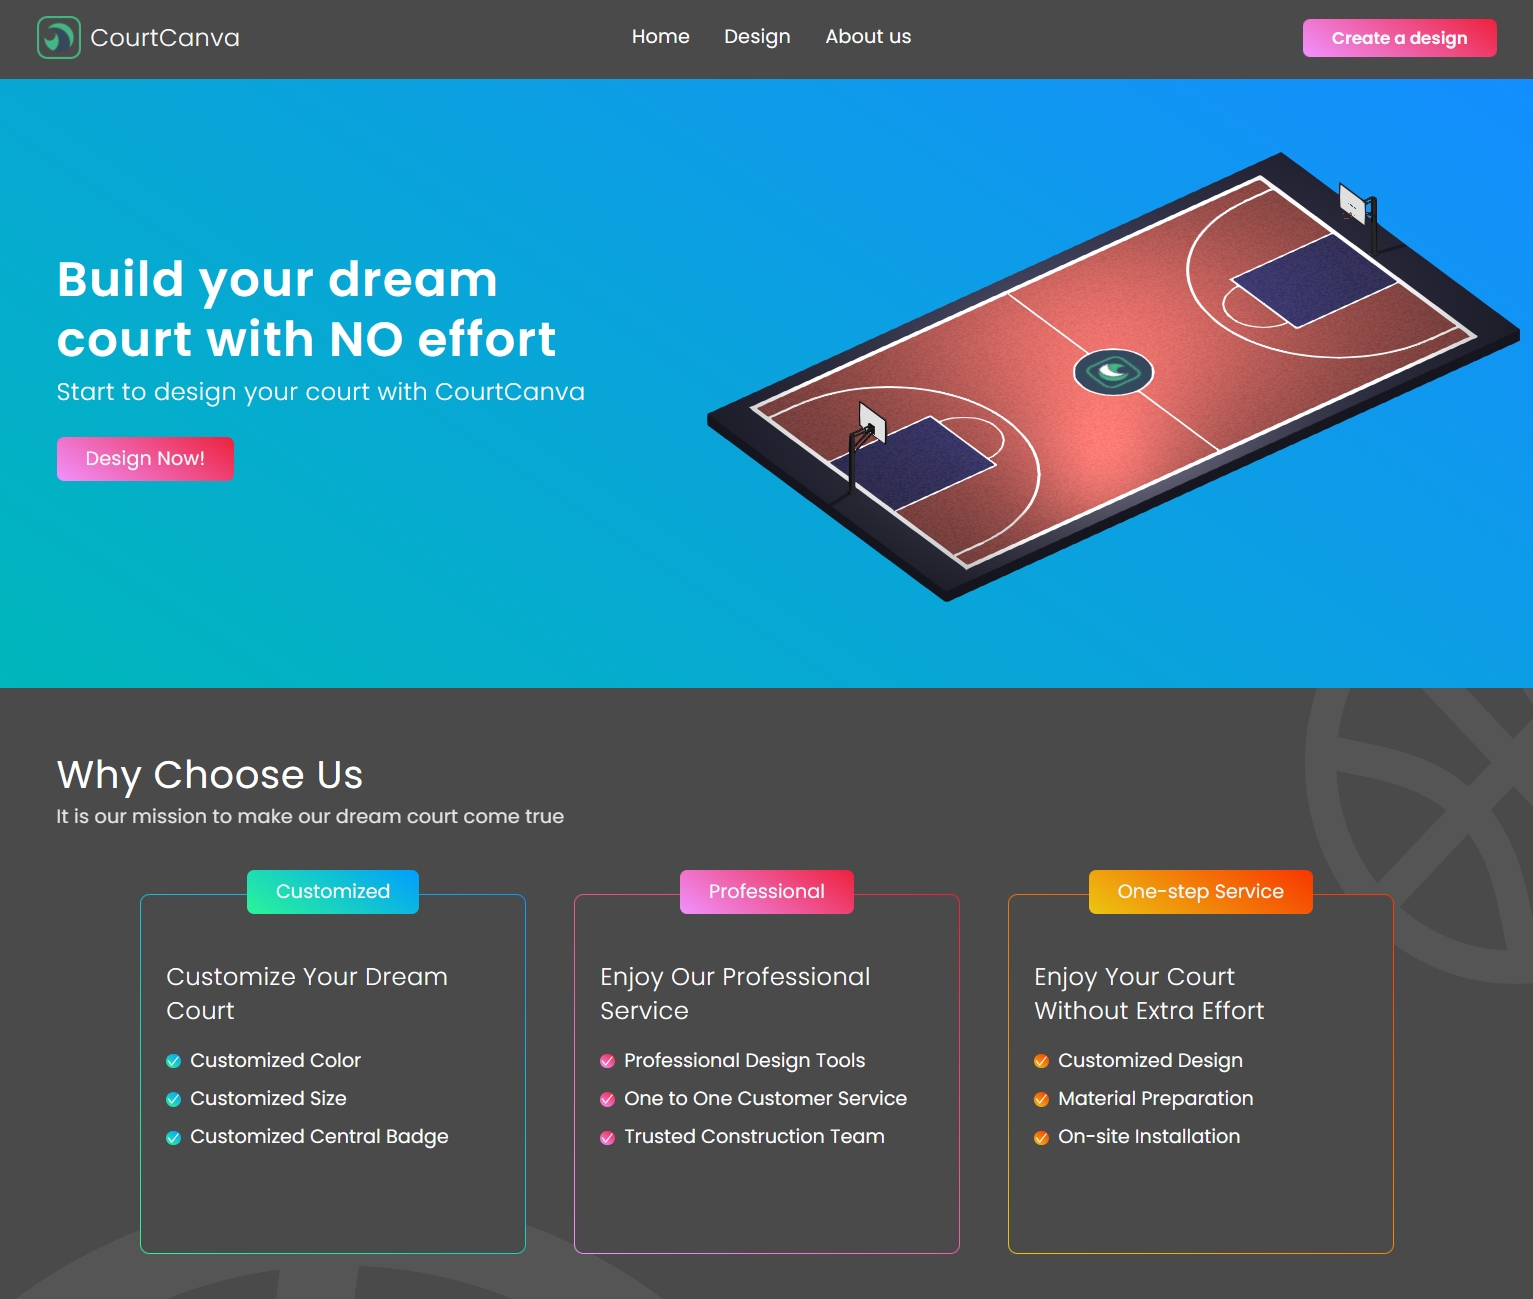 CourtCanva
Home
Design
About us
Create a design
Build your dream
court with NO effort
Start to design your court with CourtCanva
Design Now!
Why Choose Us
It is our mission to make our dream court come true
Customized
Customize Your Dream
Court
Customized Color
Customized Size
Customized Central Badge
Professional
Enjoy Our Professional
Service
Professional Design Tools
One to One Customer Service
Trusted Construction Team
One-step Service
Enjoy Your Court
Without Extra Effort
Customized Design
Material Preparation
On-site Installation